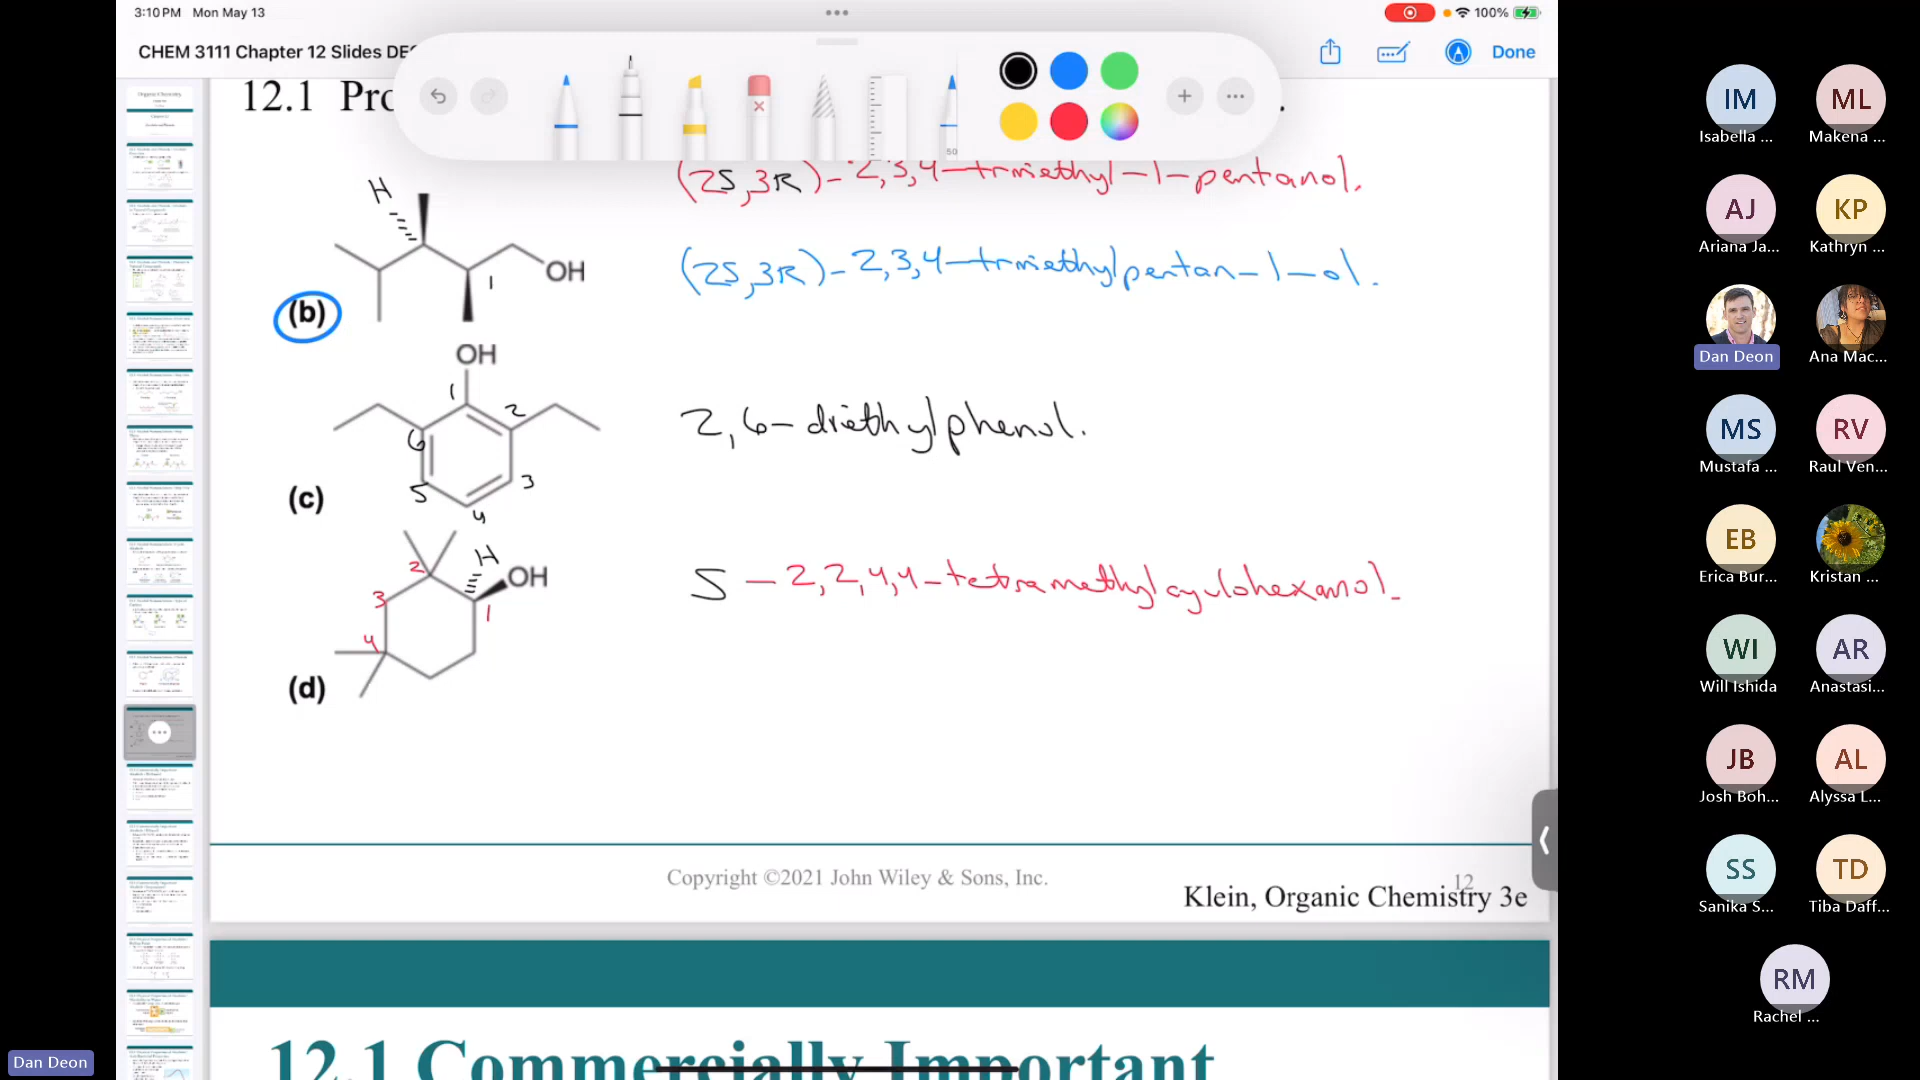 3:10 PM Mon May 13
100%
CHEM 3111 Chapter 12 Slides DE
Done
50
12.1 Pro
(2S,3R)-2,3,4-trimethyl-1-pentanol.
H
OH
1
(b)
(2S,3R)-2,3,4-trimethylpentan-1-ol.
OH
1
2
6
5
3
4
(c)
2,6-diethylphenol.
2
H
OH
3
1
4
(d)
S-2,2,4,4-tetramethylcyclohexanol.
Copyright ©2021 John Wiley & Sons, Inc.
12
Klein, Organic Chemistry 3e
12.1 Commercially Important
IM
Isabella ...
ML
Makena ...
AJ
Ariana Ja...
KP
Kathryn ...
Dan Deon
Ana Mac...
MS
Mustafa ...
RV
Raul Ven...
EB
Erica Bur...
Kristan ...
WI
Will Ishida
AR
Anastasi...
JB
Josh Boh...
AL
Alyssa L...
SS
Sanika S...
TD
Tiba Daff...
RM
Rachel ...
Dan Deon